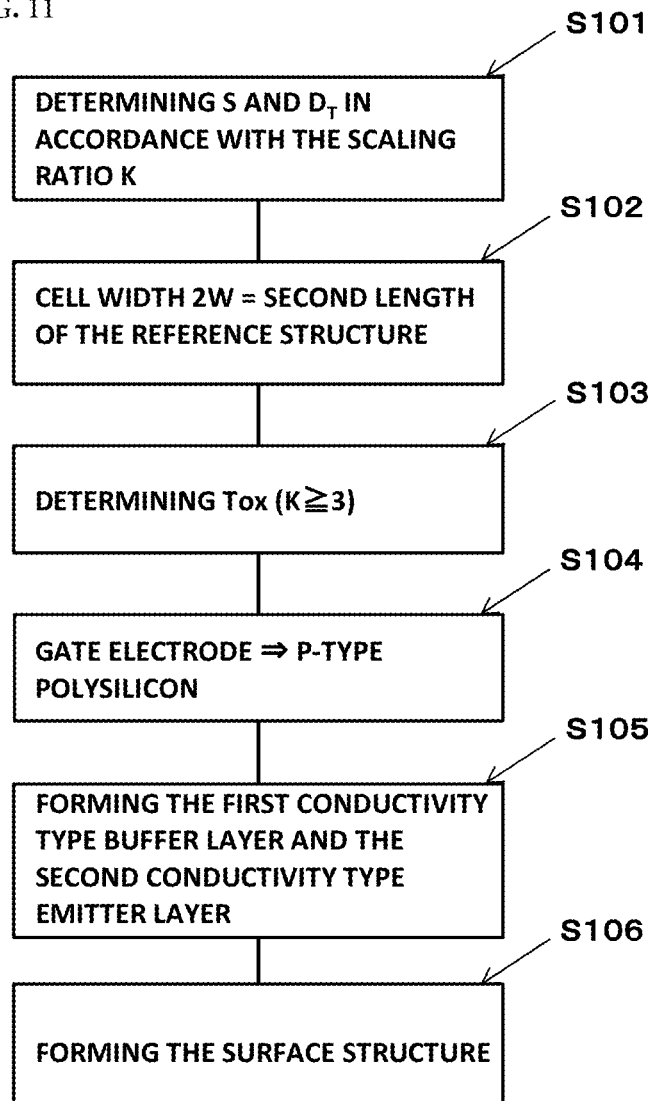 G. 11
S101
DETERMINING S AND D_T IN
ACCORDANCE WITH THE SCALING
RATIO K
S102
CELL WIDTH 2W = SECOND LENGTH
OF THE REFERENCE STRUCTURE
S103
DETERMINING Tox (K≧3)
S104
GATE ELECTRODE ⇒ P-TYPE
POLYSILICON
S105
FORMING THE FIRST CONDUCTIVITY
TYPE BUFFER LAYER AND THE
SECOND CONDUCTIVITY TYPE
EMITTER LAYER
S106
FORMING THE SURFACE STRUCTURE